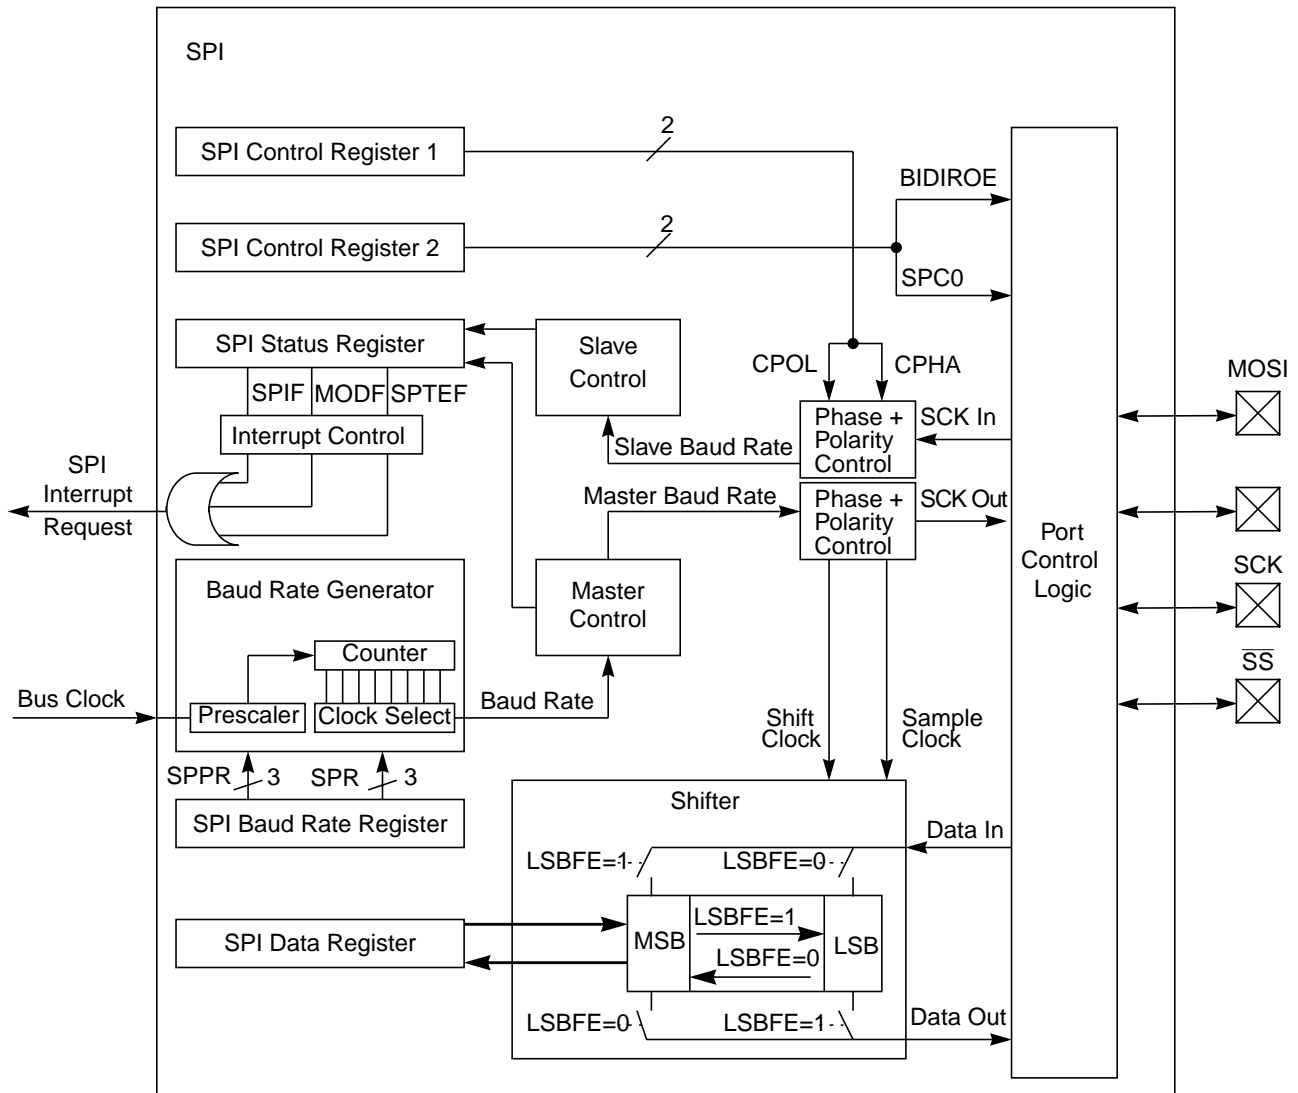 SPI
SPI Control Register 1
2
BIDIROE
SPI Control Register 2
2
SPC0
SPI Status Register
Slave
Control
CPOL
CPHA
MOSI
SPIF
MODF
SPTEF
Interrupt Control
Phase +
Polarity
Control
SCK In
Slave Baud Rate
SPI
Interrupt
Request
Master Baud Rate
Phase +
Polarity
Control
SCK Out
Port
Control
Logic
SCK
Baud Rate Generator
Master
Control
Counter
SS
Bus Clock
Prescaler
Clock Select
Baud Rate
Shift
Clock
Sample
Clock
SPPR
3
SPR
3
SPI Baud Rate Register
Shifter
Data In
LSBFE=1
LSBFE=0
SPI Data Register
MSB
LSBFE=1
LSBFE=0
LSB
LSBFE=0
LSBFE=1
Data Out